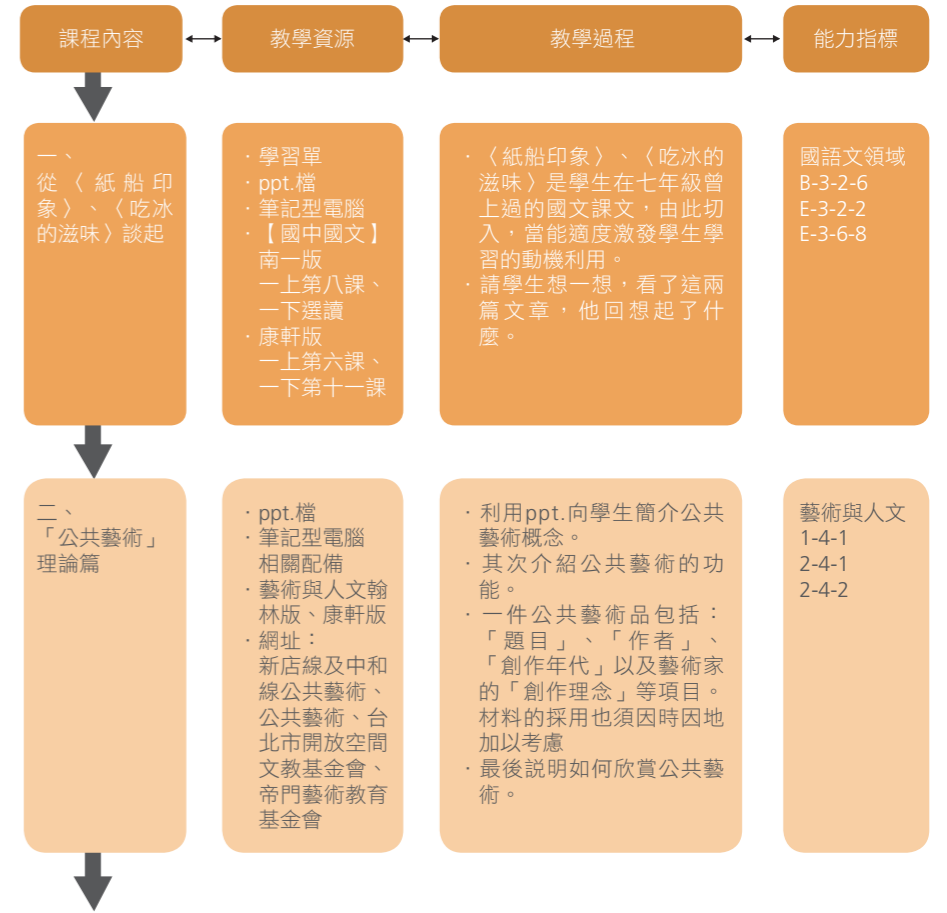 課程內容
教學資源
教學過程
能力指標
一、
從〈紙船印
象〉、〈吃冰
的滋味〉談起
·學習單
·ppt.檔
·筆記型電腦
·【國中國文】
南一版
一上第八課、
一下選讀
·康軒版
一上第六課、
一下第十一課
·〈紙船印象〉、〈吃冰的
滋味〉是學生在七年級曾
上過的國文課文,由此切
入,當能適度激發學生學
習的動機利用。
·請學生想一想,看了這兩
篇文章,他回想起了什
麼。
國語文領域
B-3-2-6
E-3-2-2
E-3-6-8
二、
「公共藝術」
理論篇
·ppt.檔
·筆記型電腦
相關配備
·藝術與人文翰
林版、康軒版
·網址:
新店線及中和
線公共藝術、
公共藝術、台
北市開放空間
文教基金會、
帝門藝術教育
基金會
·利用ppt.向學生簡介公共
藝術概念。
·其次介紹公共藝術的功
能。
·一件公共藝術品包括:
「題目」、「作者」、
「創作年代」以及藝術家
的「創作理念」等項目。
材料的採用也須因時因地
加以考慮
·最後説明如何欣賞公共藝
術。
藝術與人文
1-4-1
2-4-1
2-4-2